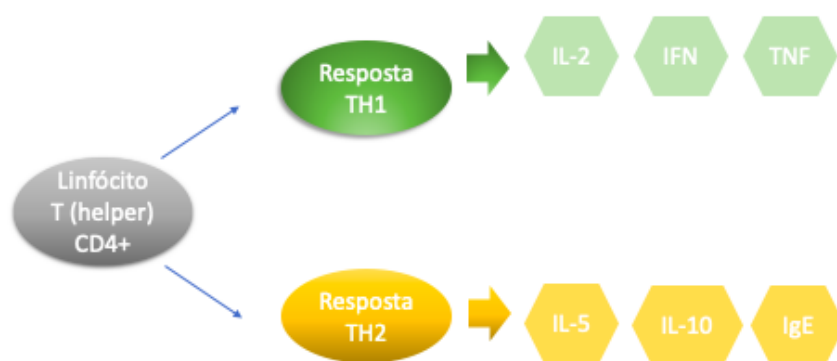 Resposta
TH1
IL-2
IFN
TNF
Linfócito
T (helper)
CD4+
Resposta
TH2
IL-5
IL-10
IgE